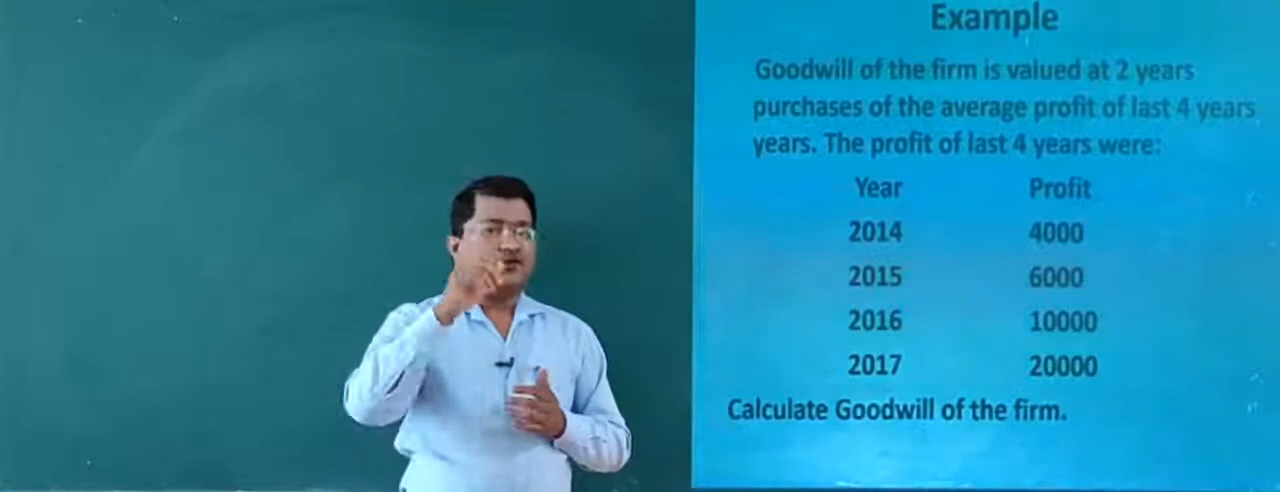 Example
Goodwill of the firm is valued at 2 years
purchases of the average profit of last 4 years
years. The profit of last 4 years were:
Year Profit
2014 4000
2015 6000
2016 10000
2017 20000
Calculate Goodwill of the firm.